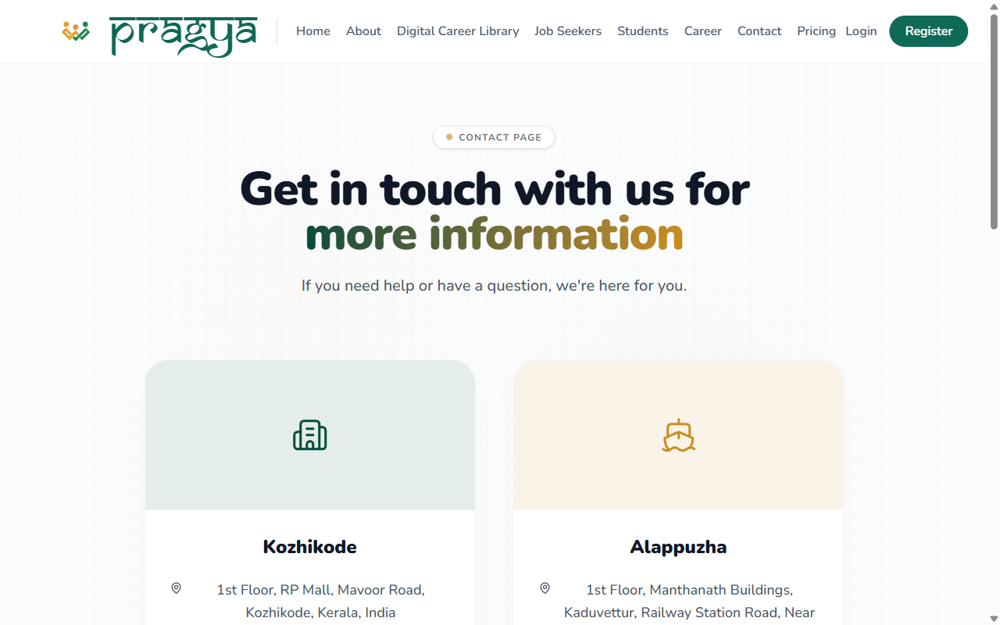 pragya
Home
About
Digital Career Library
Job Seekers
Students
Career
Contact
Pricing
Login
Register
CONTACT PAGE
Get in touch with us for
more information
If you need help or have a question, we're here for you.
Kozhikode
1st Floor, RP Mall, Mavoor Road,
Kozhikode, Kerala, India
Alappuzha
1st Floor, Manthanath Buildings,
Kaduvettur, Railway Station Road, Near